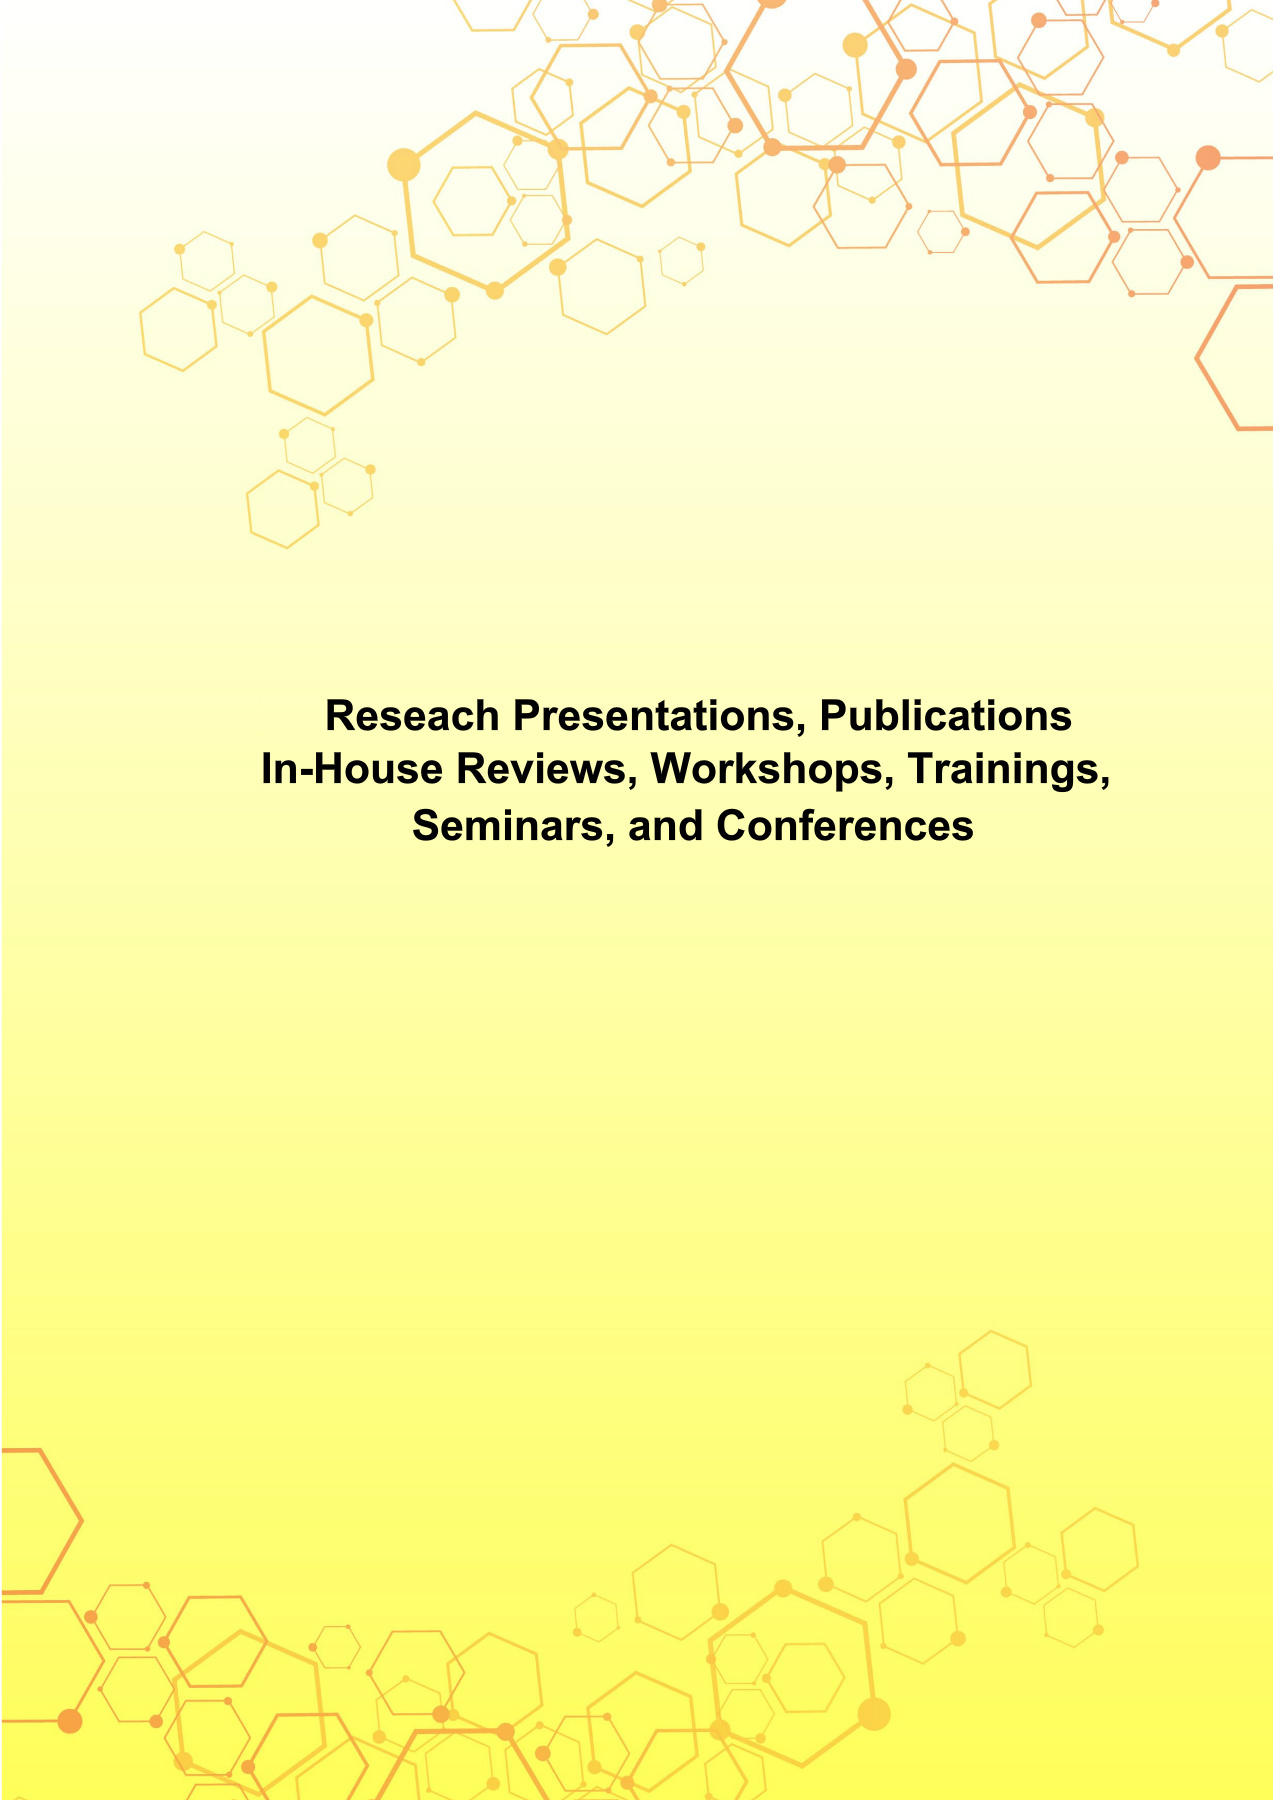 Reseach Presentations, Publications
In-House Reviews, Workshops, Trainings,
Seminars, and Conferences